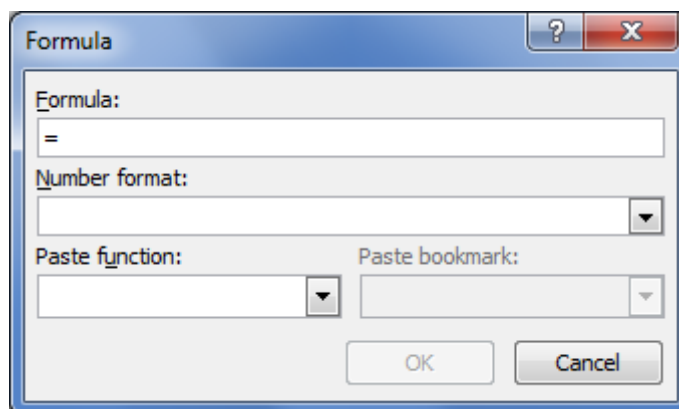 Formula
Formula:
=
Number format:
Paste function: Paste bookmark:
OK Cancel